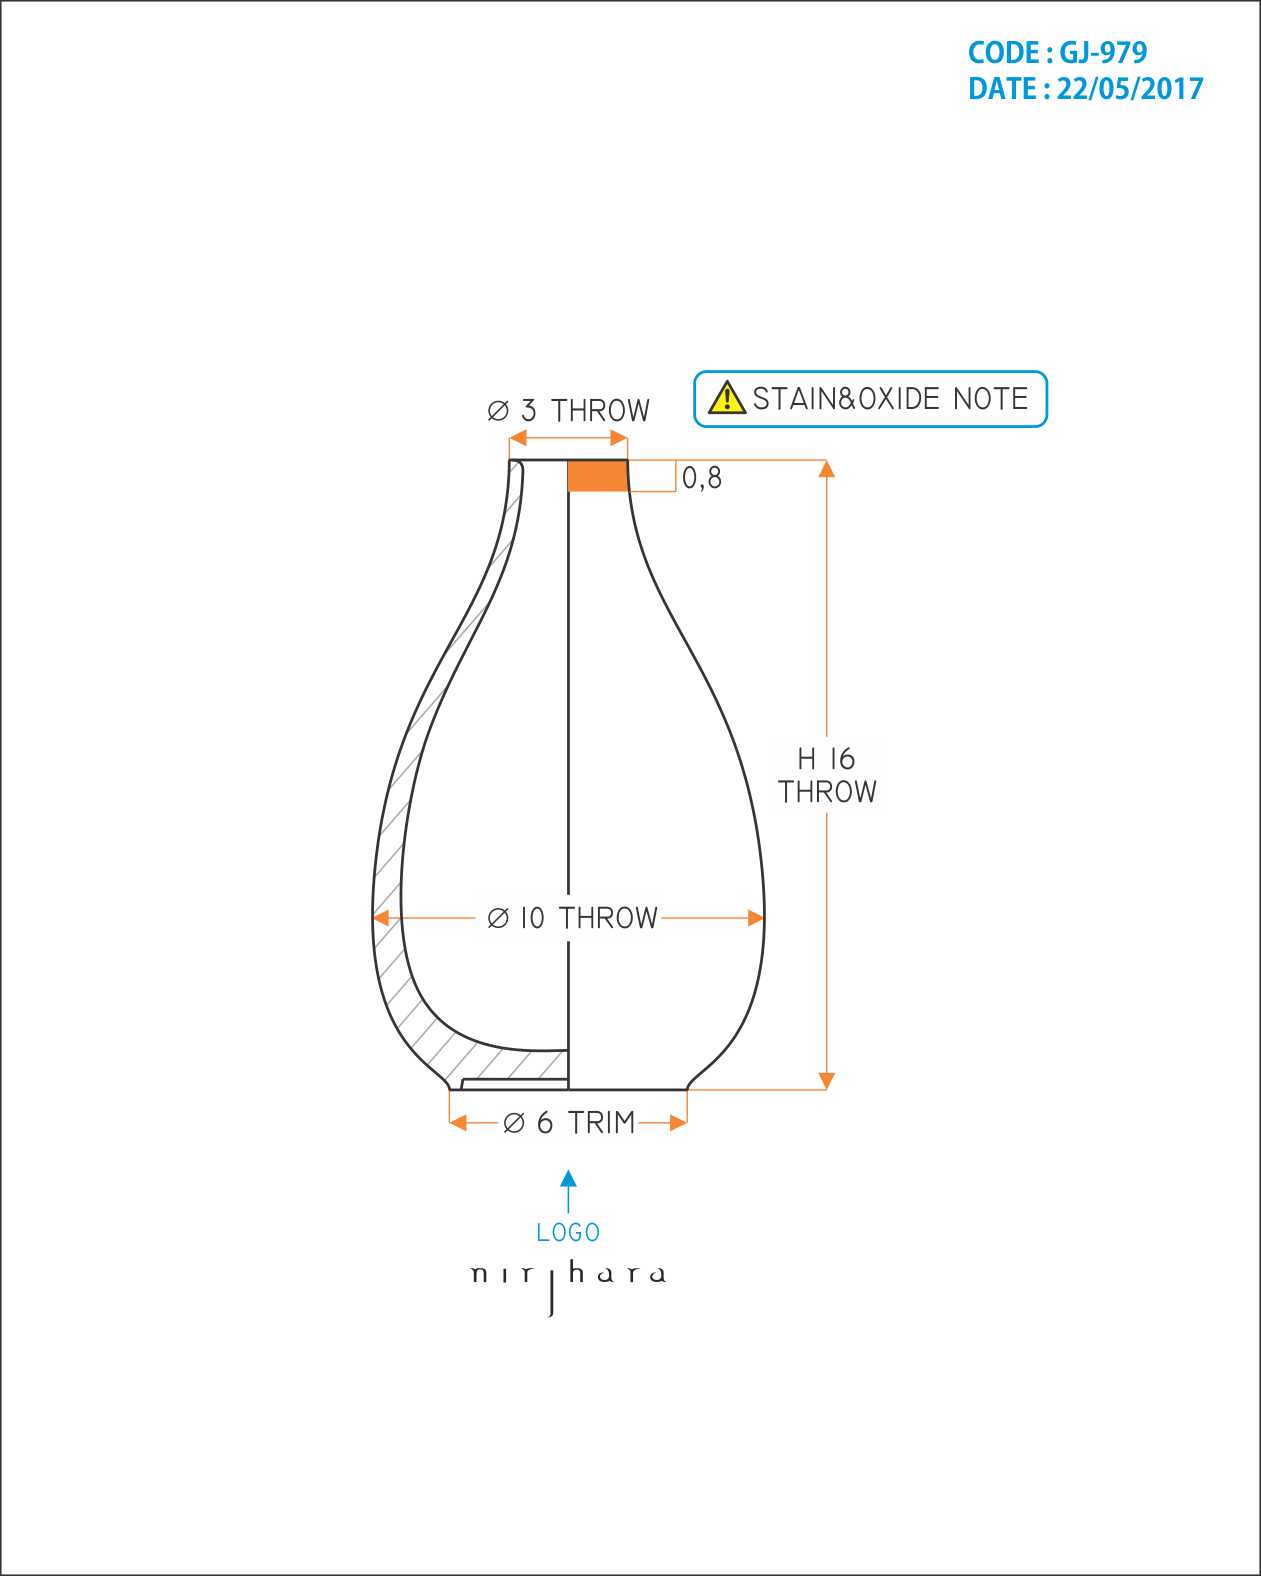 CODE : GJ-979
DATE : 22/05/2017
STAIN&OXIDE NOTE
Ø 3 THROW
0,8
H 16
THROW
Ø 10 THROW
Ø 6 TRIM
LOGO
nirjhara